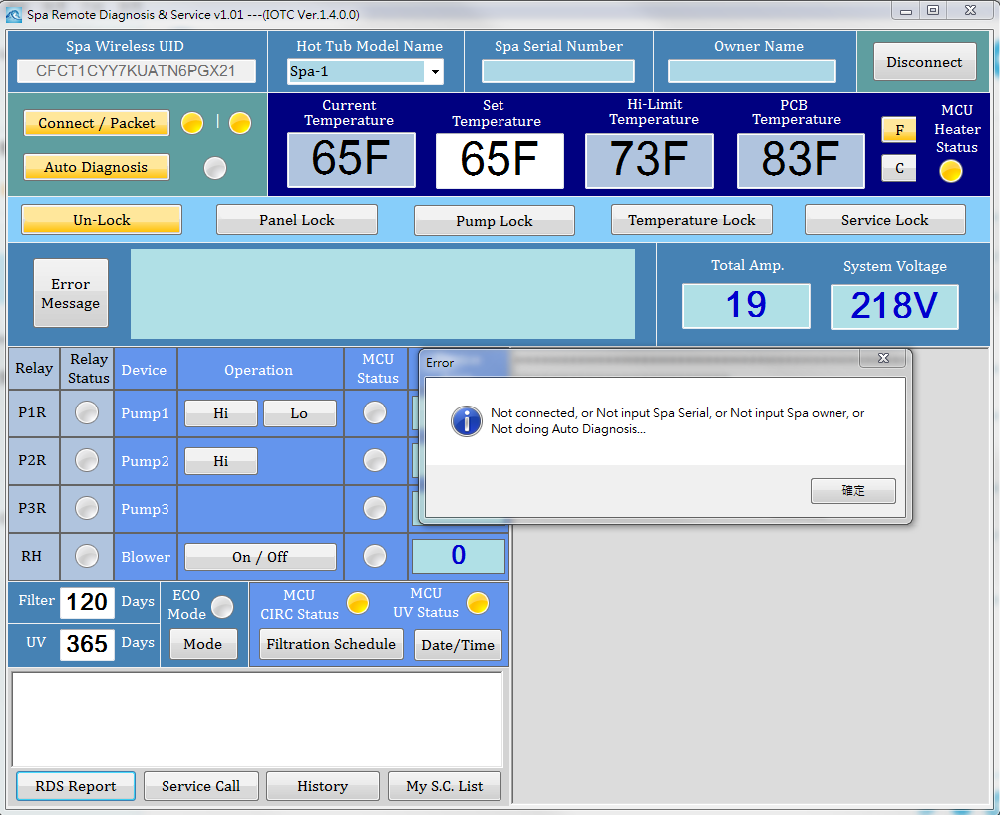 Spa Remote Diagnosis & Service v1.01 ---(IOTC Ver.1.4.0.0)
Spa Wireless UID
CFCT1CYY7KUATN6PGX21
Hot Tub Model Name
Spa-1
Spa Serial Number
Owner Name
Disconnect
Connect / Packet
|
Auto Diagnosis
Current
Temperature
65F
Set
Temperature
65F
Hi-Limit
Temperature
73F
PCB
Temperature
83F
F
C
MCU
Heater
Status
Un-Lock
Panel Lock
Pump Lock
Temperature Lock
Service Lock
Error
Message
Total Amp.
19
System Voltage
218V
Relay
Relay
Status
Device
Operation
MCU
Status
P1R
Pump1
Hi
Lo
P2R
Pump2
Hi
P3R
Pump3
RH
Blower
On / Off
0
Error
Not connected, or Not input Spa Serial, or Not input Spa owner, or
Not doing Auto Diagnosis...
確定
Filter
120
Days
UV
365
Days
ECO
Mode
Mode
MCU
CIRC Status
MCU
UV Status
Filtration Schedule
Date/Time
RDS Report
Service Call
History
My S.C. List